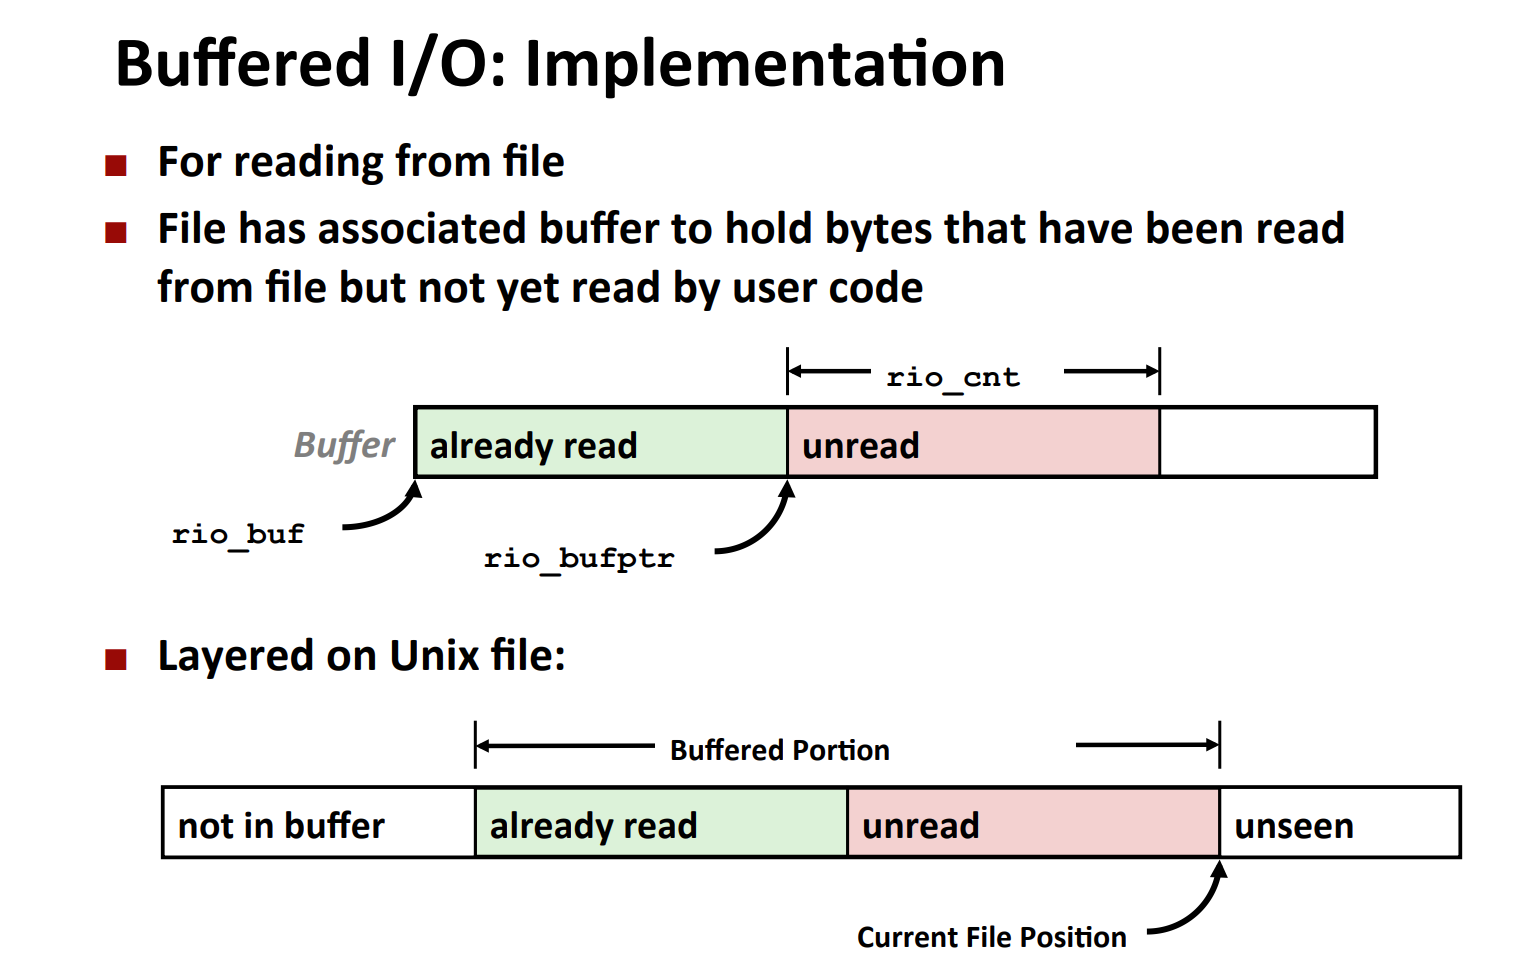 Buffered I/O: Implementation
For reading from file
File has associated buffer to hold bytes that have been read
from file but not yet read by user code
rio_cnt
Buffer
already read
unread
rio_buf
rio_bufptr
Layered on Unix file:
Buffered Portion
not in buffer
already read
unread
unseen
Current File Position